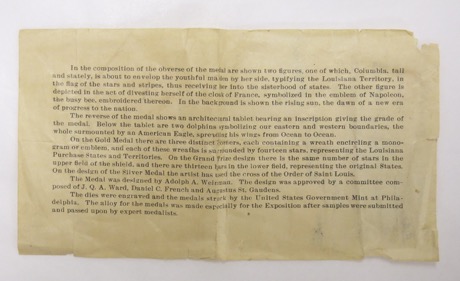 In the composition of the obverse of the medal are shown two figures, one of which, Columbia, tall
and stately, is about to envelop the youthful maiden by her side, typifying the Louisiana Territory, in
the flag of the stars and stripes, thus receiving her into the sisterhood of states. The other figure is
depicted in the act of divesting herself of the cloak of France, symbolized in the emblem of Napoleon,
the busy bee, embroidered thereon. In the background is shown the rising sun, the dawn of a new era
of progress to the nation.
The reverse of the medal shows an architectural tablet bearing an inscription giving the grade of
the medal. Below the tablet are two dolphins symbolizing our eastern and western boundaries, the
whole surmounted by an American Eagle, spreading his wings from Ocean to Ocean.
On the Gold Medal there are three distinct factors, each containing a wreath encircling a mono-
gram or emblem, and each of these wreaths is surrounded by fourteen stars, representing the Louisiana
Purchase States and Territories. On the Grand Prize design there is the same number of stars in the
upper field of the shield, and there are thirteen bars in the lower field, representing the original States.
On the design of the Silver Medal the artist has used the cross of the Order of Saint Louis.
The Medal was designed by Adolph A. Weinman. The design was approved by a committee com-
posed of J. Q. A. Ward, Daniel C. French and Augustus St. Gaudens.
The dies were engraved and the medals struck by the United States Government Mint at Phila-
delphia. The alloy for the medals was made especially for the Exposition after samples were submitted
and passed upon by expert medalists.